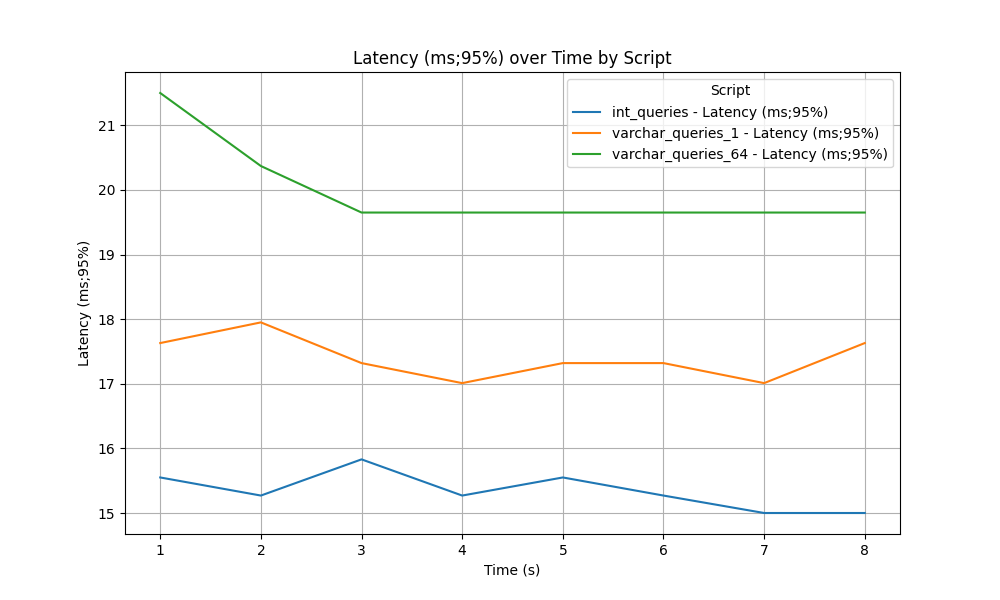 Latency (ms;95%) over Time by Script
Script
int_queries - Latency (ms;95%)
varchar_queries_1 - Latency (ms;95%)
varchar_queries_64 - Latency (ms;95%)
Latency (ms;95%)
21
20
19
18
17
16
15
1 2 3 4 5 6 7 8
Time (s)